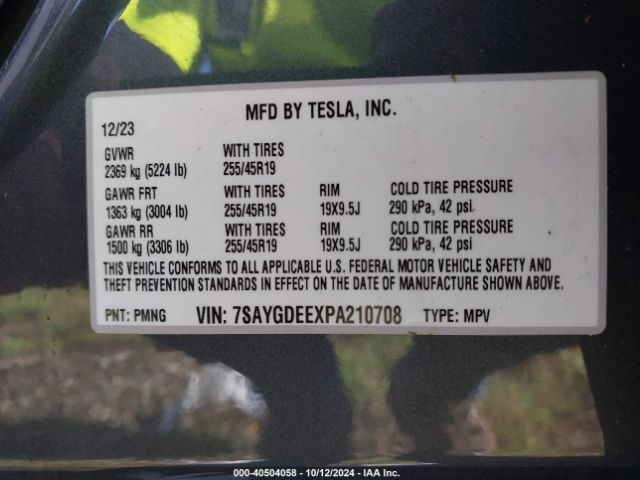 MFD BY TESLA, INC.
12/23
GVWR WITH TIRES
2369 kg (5224 lb) 255/45R19
GAWR FRT WITH TIRES RIM COLD TIRE PRESSURE
1363 kg (3004 lb) 255/45R19 19X9.5J 290 kPa, 42 psi
GAWR RR WITH TIRES RIM COLD TIRE PRESSURE
1500 kg (3306 lb) 255/45R19 19X9.5J 290 kPa, 42 psi
THIS VEHICLE CONFORMS TO ALL APPLICABLE U.S. FEDERAL MOTOR VEHICLE SAFETY AND
THEFT PREVENTION STANDARDS IN EFFECT ON THE DATE OF MANUFACTURE SHOWN ABOVE.
PNT: PMNG VIN: 7SAYGDEEXPA210708 TYPE: MPV
000-40504058 - 10/12/2024 - IAA Inc.